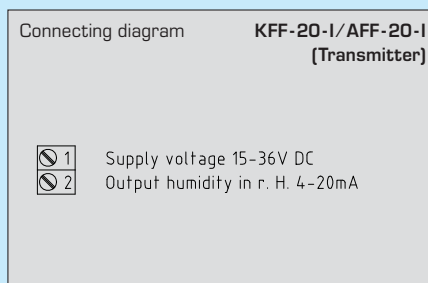 Connecting diagram KFF-20-I/AFF-20-I
(Transmitter)
1 Supply voltage 15-36V DC
2 Output humidity in r. H. 4-20mA